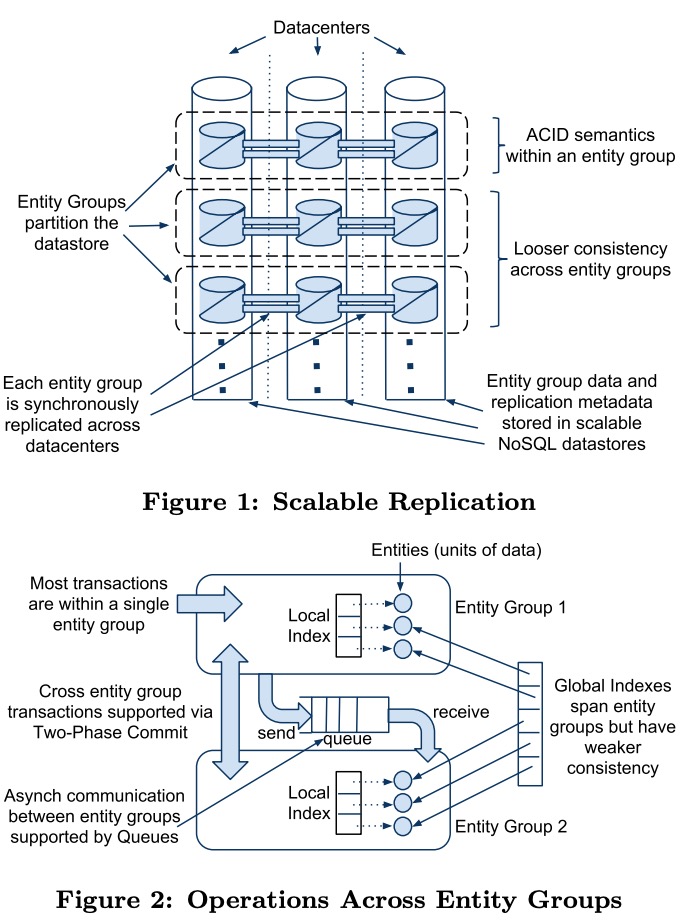 Datacenters
ACID semantics
within an entity group
Entity Groups
partition the
datastore
Looser consistency
across entity groups
Each entity group
is synchronously
replicated across
datacenters
Entity group data and
replication metadata
stored in scalable
NoSQL datastores
Figure 1: Scalable Replication
Entities (units of data)
Most transactions
are within a single
entity group
Local
Index
Entity Group 1
Cross entity group
transactions supported via
Two-Phase Commit
send
queue
receive
Global Indexes
span entity
groups but have
weaker
consistency
Asynch communication
between entity groups
supported by Queues
Local
Index
Entity Group 2
Figure 2: Operations Across Entity Groups